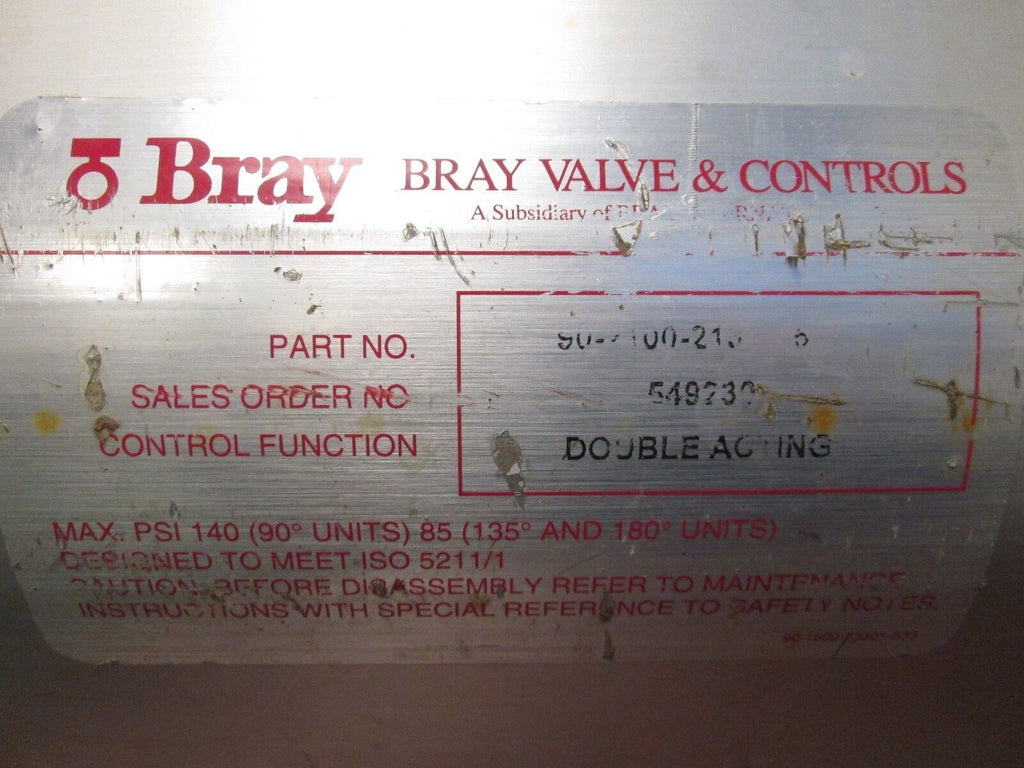 Bray BRAY VALVE & CONTROLS
A Subsidiary of
PART NO.
SALES ORDER NO
CONTROL FUNCTION DOUBLE ACTING
MAX. PSI 140 (90° UNITS) 85 (135° AND 180° UNITS)
DESIGNED TO MEET ISO 5211/1
CAUTION: BEFORE DISASSEMBLY REFER TO MAINTENANCE
INSTRUCTIONS WITH SPECIAL REFERENCE TO SAFETY NOTES.